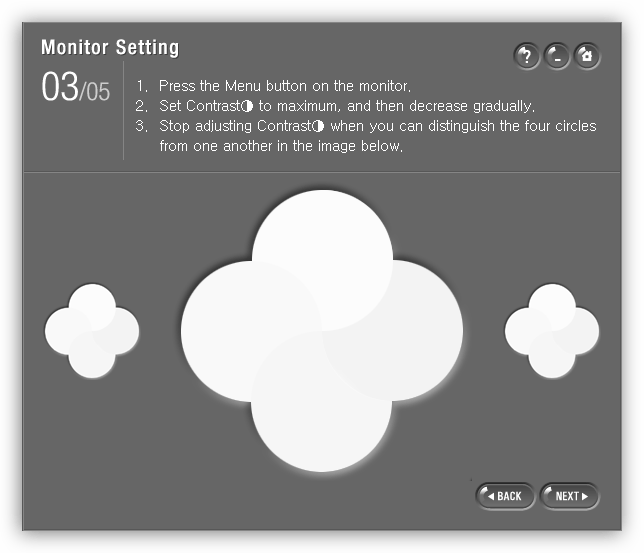 Monitor Setting
?
03/05
1. Press the Menu button on the monitor.
2. Set Contrast to maximum, and then decrease gradually.
3. Stop adjusting Contrast when you can distinguish the four circles
from one another in the image below.
BACK NEXT